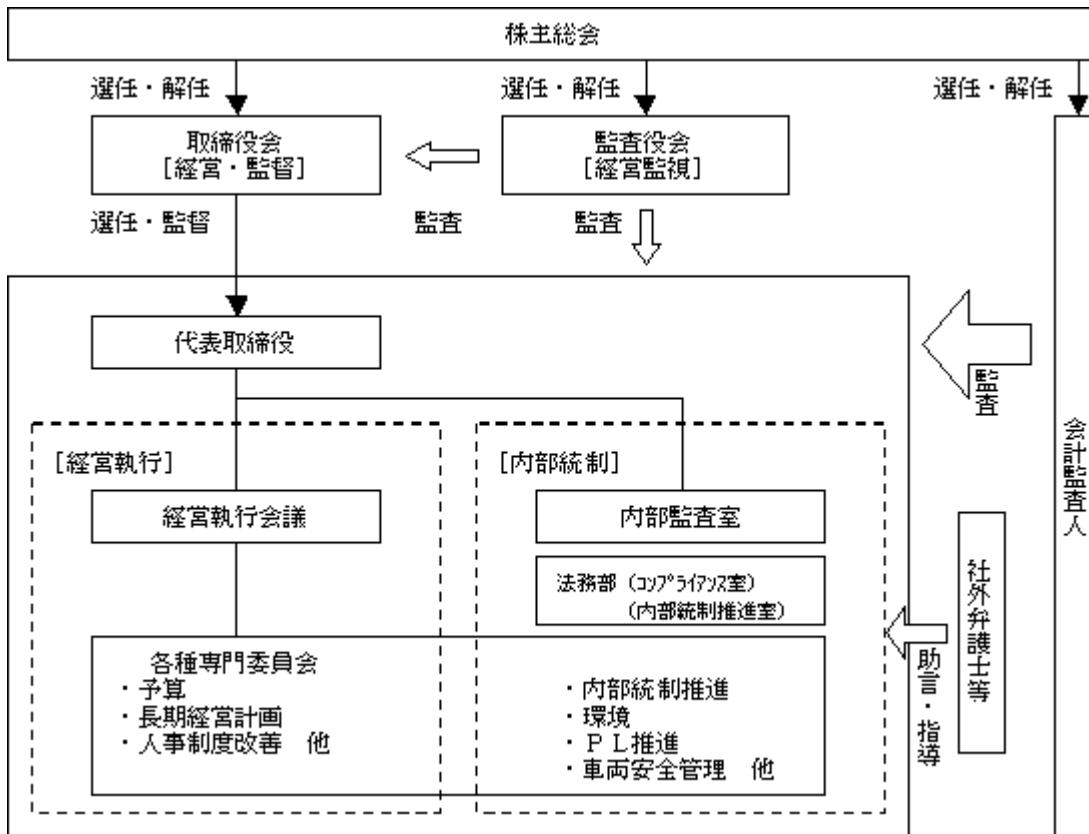 株主総会
選任・解任
選任・解任
選任・解任
取締役会
[経営・監督]
監査役会
[経営監視]
選任・監督
監査
監査
代表取締役
監査
会計監査人
[経営執行]
[内部統制]
経営執行会議
内部監査室
法務部（ｺﾝﾌﾟﾗｲｱﾝｽ室）
（内部統制推進室）
社外弁護士等
助言・指導
各種専門委員会
・予算
・長期経営計画
・人事制度改善　他
・内部統制推進
・環境
・ＰＬ推進
・車両安全管理　他